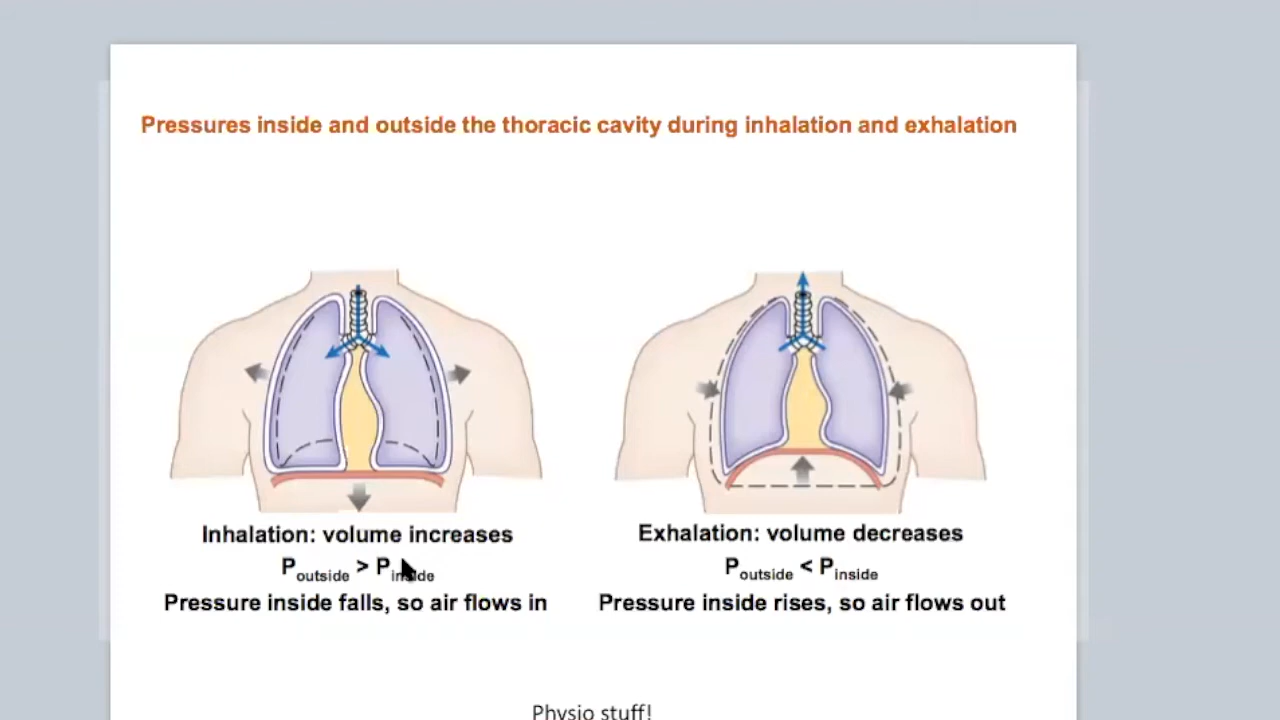 Pressures inside and outside the thoracic cavity during inhalation and exhalation
Inhalation: volume increases
Poutside > Pinside
Pressure inside falls, so air flows in
Exhalation: volume decreases
Poutside < Pinside
Pressure inside rises, so air flows out
Physio stuff!